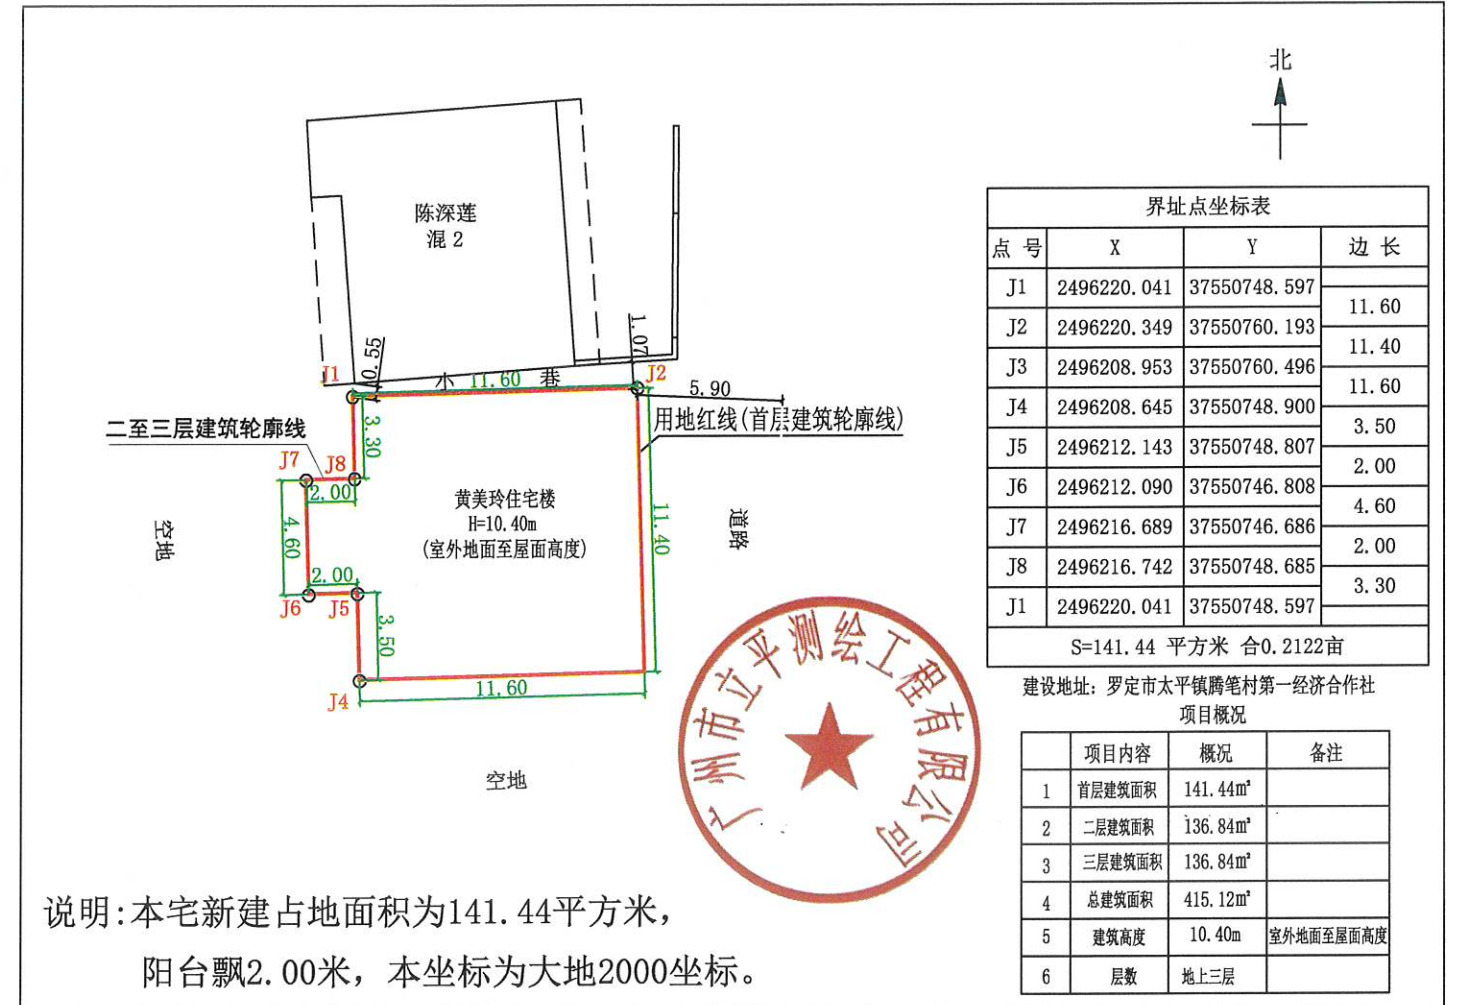 北
陈深莲
混2
0.55
1.07
J1
小
11.60
巷
J2
5.90
3.30
用地红线(首层建筑轮廓线)
二至三层建筑轮廓线
J7
J8
2.00
黄美玲住宅楼
H=10.40m
(室外地面至屋面高度)
空地
4.60
11.40
道路
2.00
J6
J5
3.50
J4
11.60
空地
广州市立平测绘工程有限公司
界址点坐标表
点 号 X Y 边 长
J1 2496220.041 37550748.597
11.60
J2 2496220.349 37550760.193
11.40
J3 2496208.953 37550760.496
11.60
J4 2496208.645 37550748.900
3.50
J5 2496212.143 37550748.807
2.00
J6 2496212.090 37550746.808
4.60
J7 2496216.689 37550746.686
2.00
J8 2496216.742 37550748.685
3.30
J1 2496220.041 37550748.597
S=141.44 平方米 合0.2122亩
建设地址: 罗定市太平镇腾笔村第一经济合作社
项目概况
项目内容 概况 备注
1 首层建筑面积 141.44m²
2 二层建筑面积 136.84m²
3 三层建筑面积 136.84m²
4 总建筑面积 415.12m²
5 建筑高度 10.40m 室外地面至屋面高度
6 层数 地上三层
说明:本宅新建占地面积为141.44平方米，
阳台飘2.00米，本坐标为大地2000坐标。